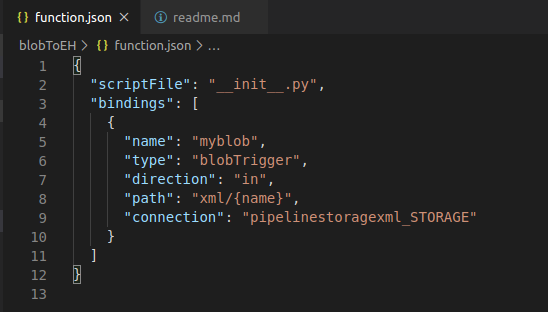 { } function.json × ⓘ readme.md
blobToEH > { } function.json > ...
1 {
2 "scriptFile": "__init__.py",
3 "bindings": [
4 {
5 "name": "myblob",
6 "type": "blobTrigger",
7 "direction": "in",
8 "path": "xml/{name}",
9 "connection": "pipelinestoragexml_STORAGE"
10 }
11 ]
12 }
13